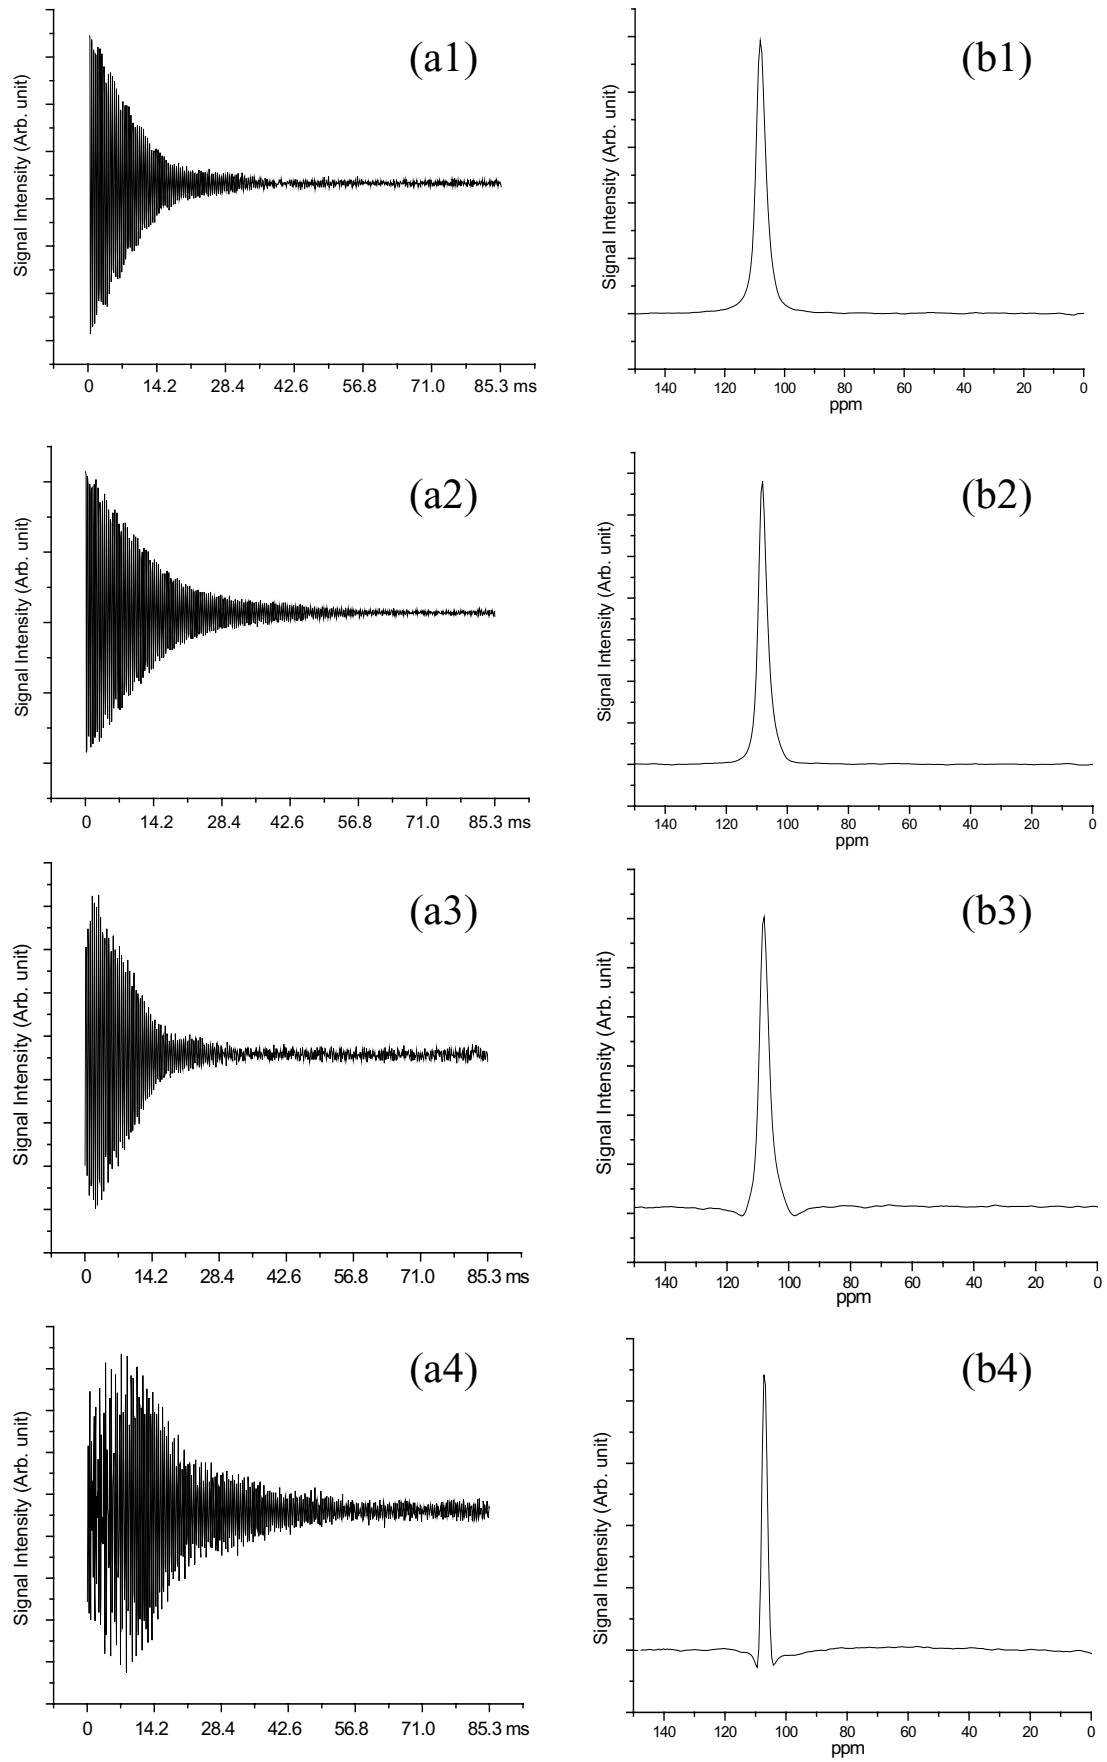 (a1)
Signal Intensity (Arb. unit)
0 14.2 28.4 42.6 56.8 71.0 85.3 ms
(b1)
Signal Intensity (Arb. unit)
140 120 100 80 60 40 20 0
ppm
(a2)
Signal Intensity (Arb. unit)
0 14.2 28.4 42.6 56.8 71.0 85.3 ms
(b2)
Signal Intensity (Arb. unit)
140 120 100 80 60 40 20 0
ppm
(a3)
Signal Intensity (Arb. unit)
0 14.2 28.4 42.6 56.8 71.0 85.3 ms
(b3)
Signal Intensity (Arb. unit)
140 120 100 80 60 40 20 0
ppm
(a4)
Signal Intensity (Arb. unit)
0 14.2 28.4 42.6 56.8 71.0 85.3 ms
(b4)
Signal Intensity (Arb. unit)
140 120 100 80 60 40 20 0
ppm